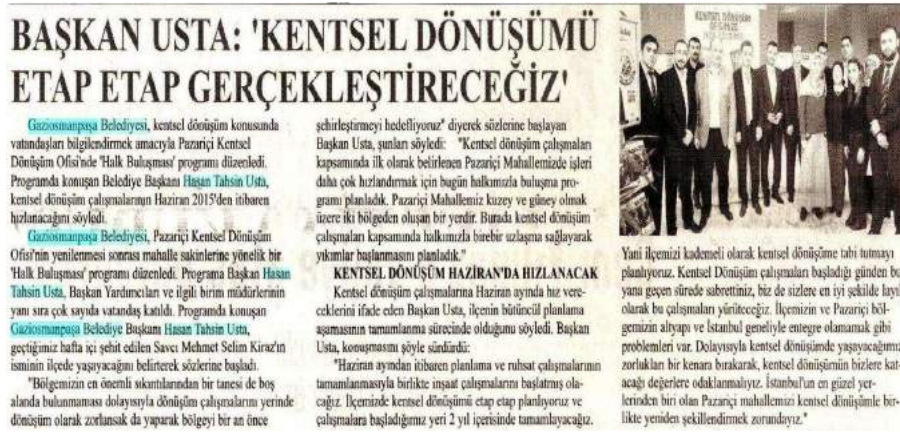 BAŞKAN USTA: 'KENTSEL DÖNÜŞÜMÜ
ETAP ETAP GERÇEKLEŞTİRECEĞİZ'
Gaziosmanpaşa Belediyesi, kentsel dönüşüm konusunda
vatandaşları bilgilendirmek amacıyla Pazariçi Kentsel
Dönüşüm Ofisi'nde 'Halk Buluşması' programı düzenledi.
Programda konuşan Belediye Başkanı Hasan Tahsin Usta,
kentsel dönüşüm çalışmalarının Haziran 2015'den itibaren
hızlanacağını söyledi.
Gaziosmanpaşa Belediyesi, Pazariçi Kentsel Dönüşüm
Ofisi'nin yenilenmesi sonrası mahalle sakinlerine yönelik bir
'Halk Buluşması' programı düzenledi. Programa Başkan Hasan
Tahsin Usta, Başkan Yardımcıları ve ilgili birim müdürlerinin
yanı sıra çok sayıda vatandaş katıldı. Programda konuşan
Gaziosmanpaşa Belediye Başkanı Hasan Tahsin Usta,
geçtiğimiz hafta içi şehit edilen Savcı Mehmet Selim Kiraz'ın
isminin ilçede yaşayacağını belirterek sözlerine başladı.
"Bölgemizin en önemli sıkıntılarından bir tanesi de boş
alanda bulunmaması dolayısıyla dönüşüm çalışmalarını yerinde
dönüşüm olarak zorlansak da yaparak bölgeyi bir an önce
şehirleştirmeyi hedefliyoruz" diyerek sözlerine başlayan
Başkan Usta, şunları söyledi: "Kentsel dönüşüm çalışmaları
kapsamında ilk olarak belirlenen Pazariçi Mahallemizde işleri
daha çok hızlandırmak için bugün halkımızla buluşma pro-
gramı planladık. Pazariçi Mahallemiz kuzey ve güney olmak
üzere iki bölgeden oluşan bir yerdir. Burada kentsel dönüşüm
çalışmaları kapsamında halkımızla birebir uzlaşma sağlayarak
yıkımlar başlanmasını planladık."
KENTSEL DÖNÜŞÜM HAZİRAN'DA HIZLANACAK
Kentsel dönüşüm çalışmalarına Haziran ayında hız vere-
ceklerini ifade eden Başkan Usta, ilçenin bütüncül planlama
aşamasının tamamlanma sürecinde olduğunu söyledi. Başkan
Usta, konuşmasını şöyle sürdürdü:
"Haziran ayından itibaren planlama ve ruhsat çalışmalarının
tamamlanmasıyla birlikte inşaat çalışmalarını başlatmış ola-
cağız. İlçemizde kentsel dönüşümü etap etap planlıyoruz ve
çalışmalara başladığımız yeri 2 yıl içerisinde tamamlayacağız.
KENTSEL DÖNÜŞÜM
Yani ilçemizi kademeli olarak kentsel dönüşüme tabi tutmayı
planlıyoruz. Kentsel Dönüşüm çalışmaları başladığı günden bu
yana geçen sürede sabrettiniz, biz de sizlere en iyi şekilde layık
olarak bu çalışmaları yürüteceğiz. İlçemizin ve Pazariçi böl-
gemizin altyapı ve İstanbul geneliyle entegre olamamak gibi
problemleri var. Dolayısıyla kentsel dönüşümde yaşayacağımız
zorlukları bir kenara bırakarak, kentsel dönüşümün bizlere kat-
acağı değerlere odaklanmalıyız. İstanbul'un en güzel yer-
lerinden biri olan Pazariçi mahallemizi kentsel dönüşümle bir-
likte yeniden şekillendirmek zorundayız."